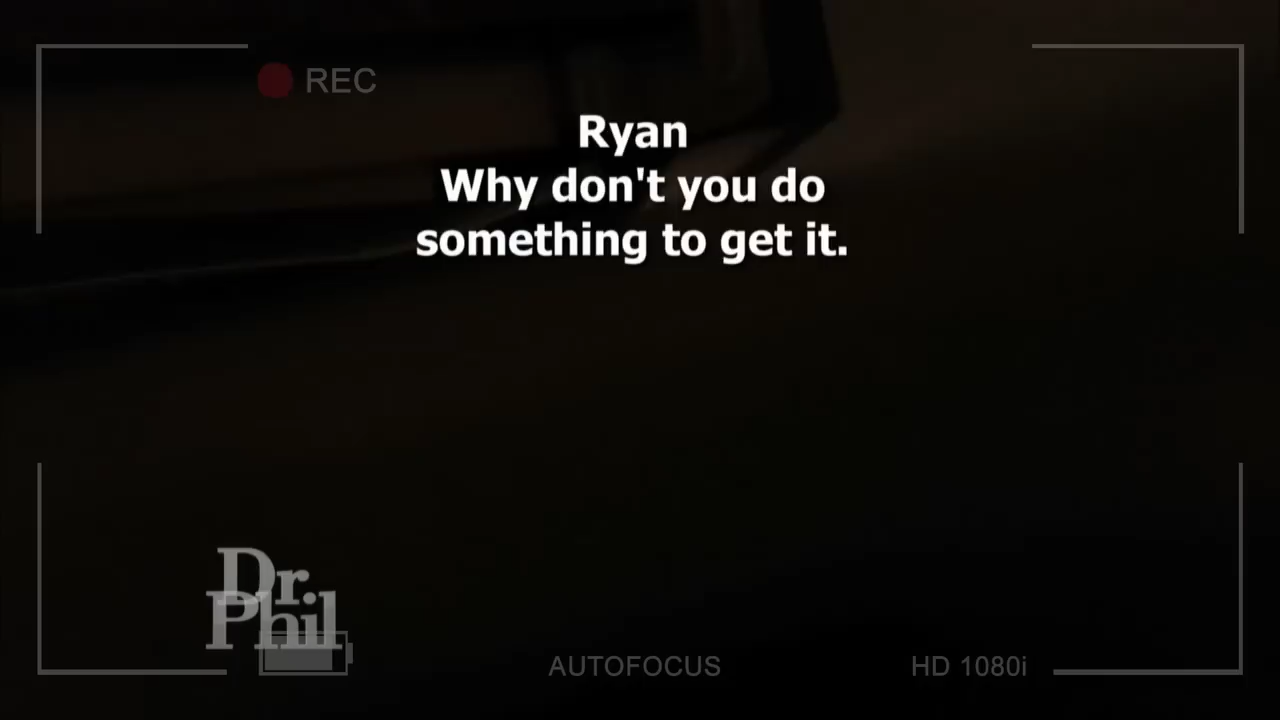 REC
Ryan
Why don't you do
something to get it.
Dr.
Phil
AUTOFOCUS
HD 1080i